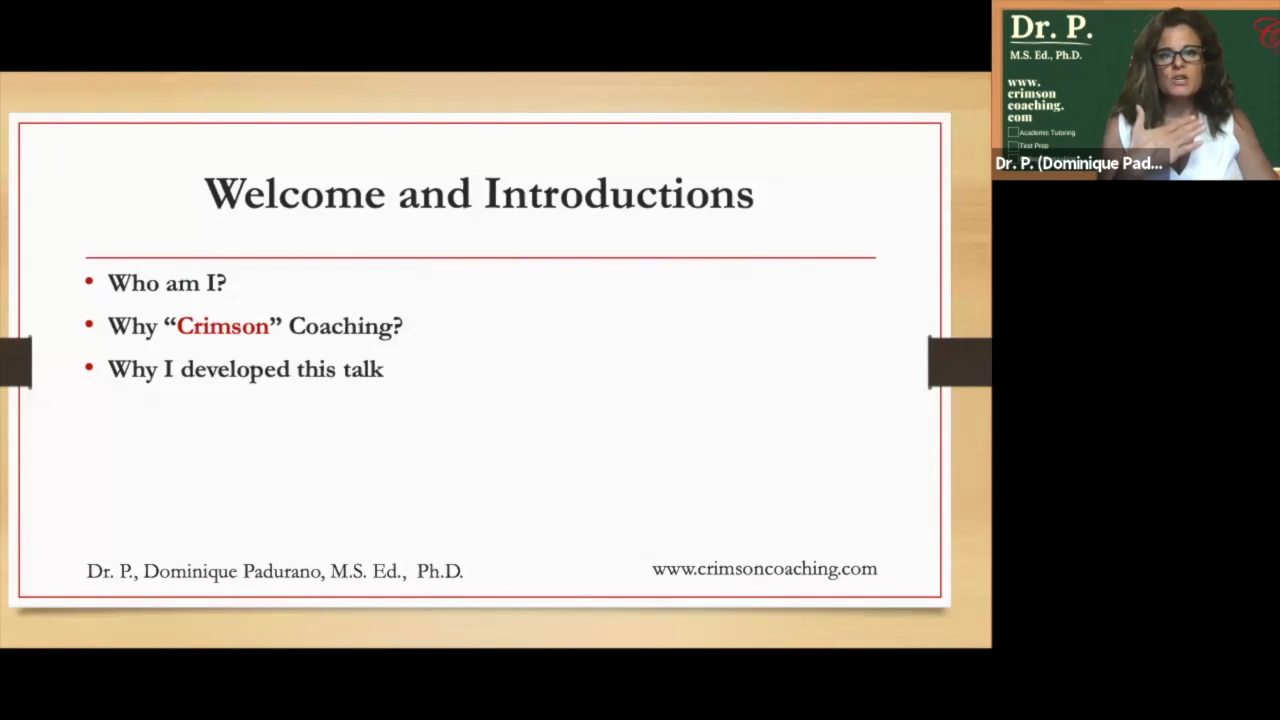 Welcome and Introductions
• Who am I?
• Why “Crimson” Coaching?
• Why I developed this talk
Dr. P., Dominique Padurano, M.S. Ed., Ph.D.
www.crimsoncoaching.com
Dr. P.
M.S. Ed., Ph.D.
www.
crimson
coaching.
com
Academic Tutoring
Test Prep
Dr. P. (Dominique Pad...